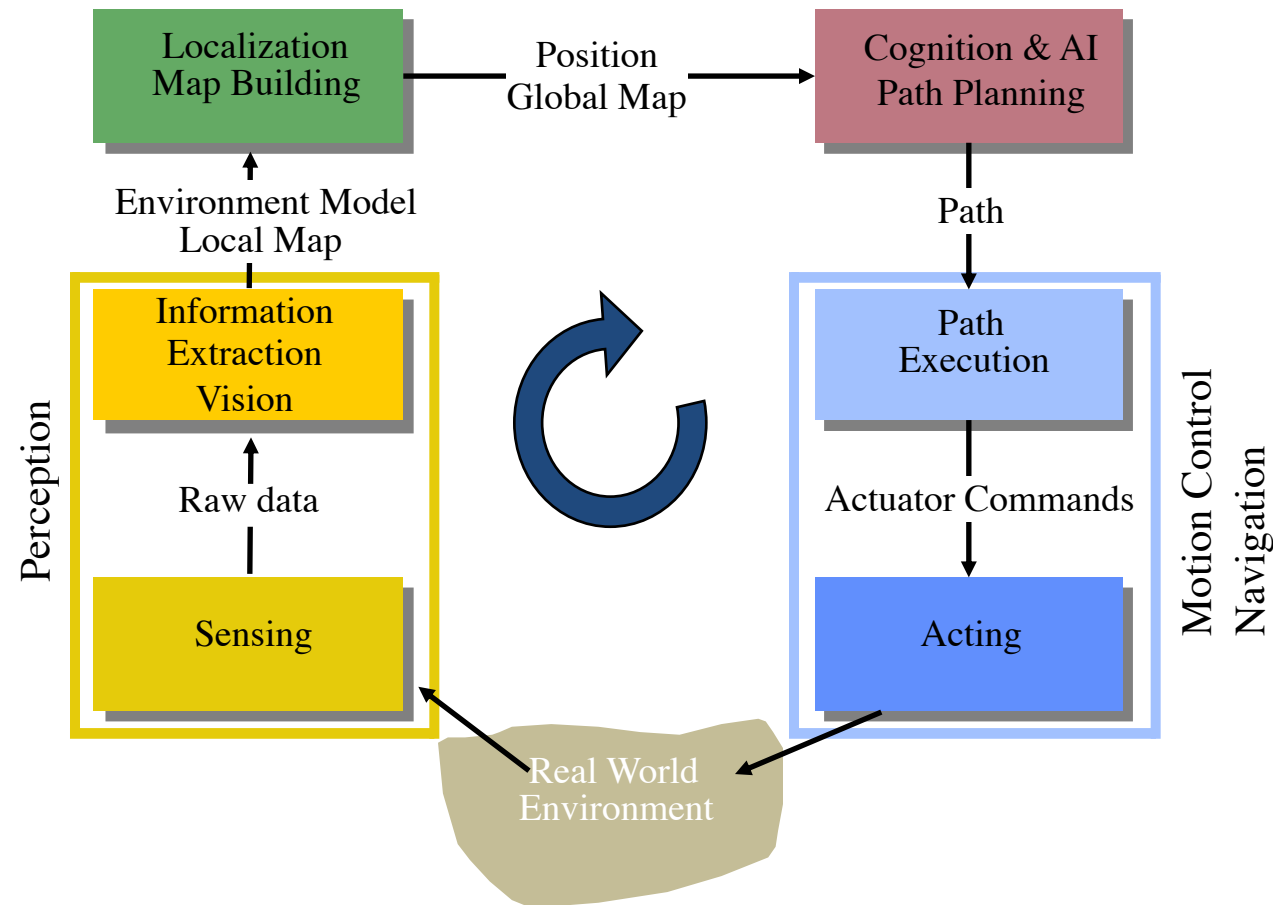 Localization
Map Building
Position
Global Map
Cognition & AI
Path Planning
Environment Model
Local Map
Path
Information
Extraction
Vision
Path
Execution
Perception
Raw data
Actuator Commands
Motion Control
Navigation
Sensing
Acting
Real World
Environment